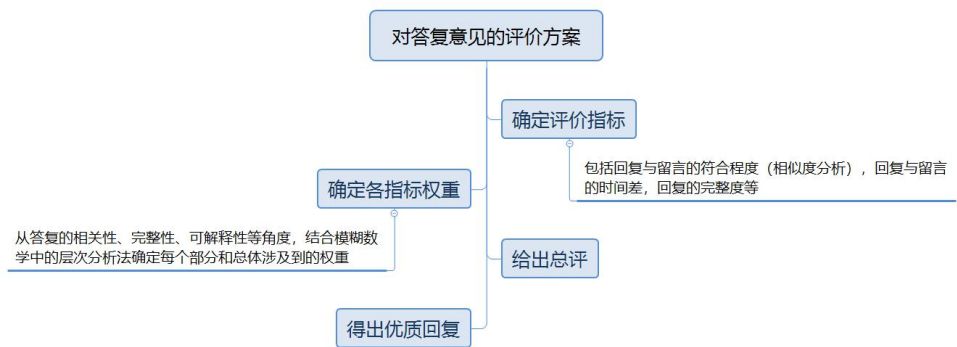 对答复意见的评价方案
确定评价指标
包括回复与留言的符合程度（相似度分析），回复与留言
的时间差，回复的完整度等
确定各指标权重
从答复的相关性、完整性、可解释性等角度，结合模糊数
学中的层次分析法确定每个部分和总体涉及到的权重
给出总评
得出优质回复